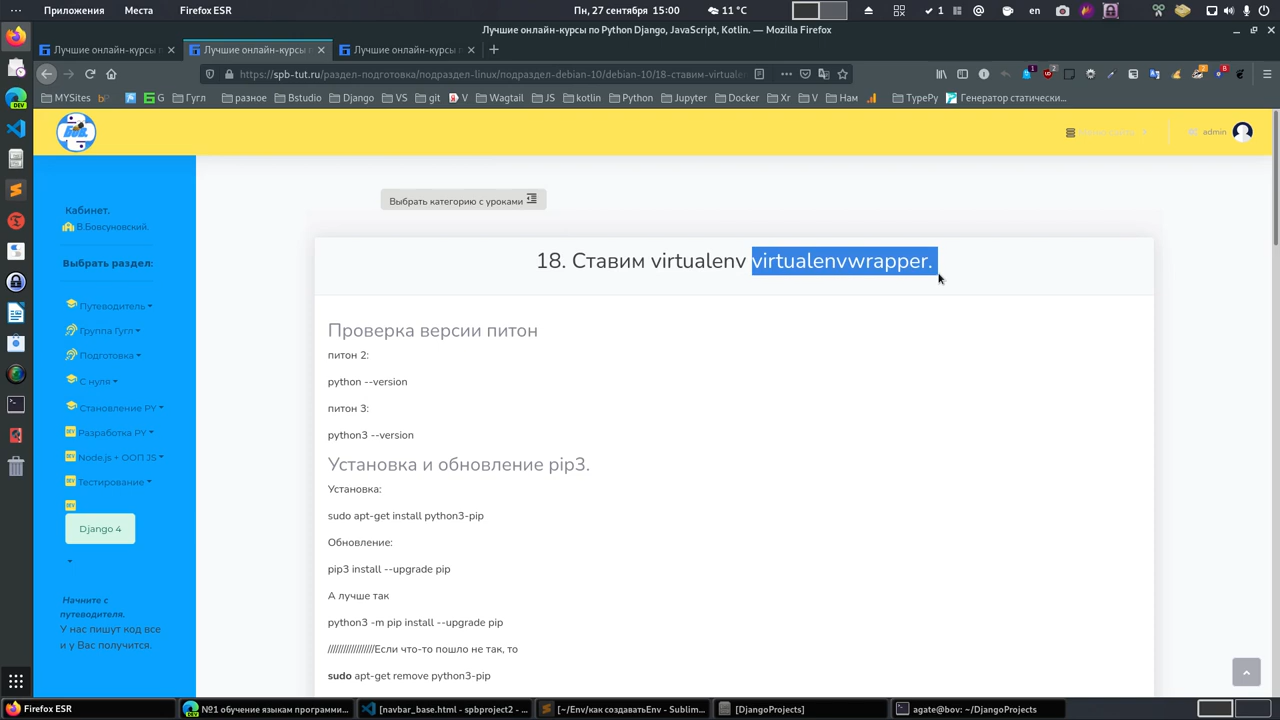 Приложения Места Firefox ESR Пн, 27 сентября 15:00 11 °C 1 en
Лучшие онлайн-курсы по Python Django, JavaScript, Kotlin. — Mozilla Firefox
Лучшие онлайн-курсы п Лучшие онлайн-курсы п Лучшие онлайн-курсы п
https://spb-tut.ru/раздел-подготовка/подраздел-linux/подраздел-debian-10/debian-10/18-ставим-virtualen
MYSites Гугл разное Bstudio Django VS git V Wagtail JS kotlin Python Jupyter Docker Xr V Нам TypePy Генератор статически...
admin
Кабинет.
В.Бовсуновский.
Выбрать раздел:
Путеводитель
Группа Гугл
Подготовка
С нуля
Становление PY
Разработка PY
Node.js + ООП JS
Тестирование
Django 4
Начните с
путеводителя.
У нас пишут код все
и у Вас получится.
Выбрать категорию с уроками
18. Ставим virtualenv virtualenvwrapper.
Проверка версии питон
питон 2:
python --version
питон 3:
python3 --version
Установка и обновление pip3.
Установка:
sudo apt-get install python3-pip
Обновление:
pip3 install --upgrade pip
А лучше так
python3 -m pip install --upgrade pip
//////////////////Если что-то пошло не так, то
sudo apt-get remove python3-pip
Firefox ESR №1 обучение языкам программи... [navbar_base.html - spbproject2 - ... [~/Env/как создаватьEnv - Sublim... [DjangoProjects] agate@bov: ~/DjangoProjects